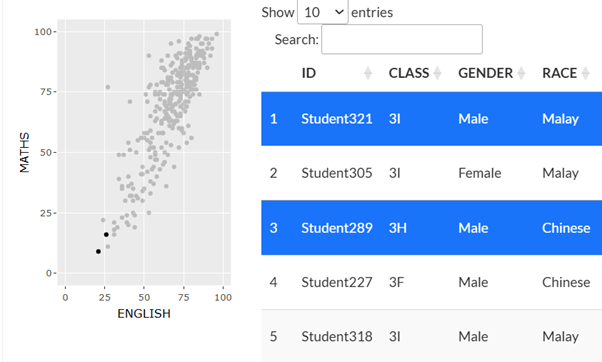 Show 10 entries
Search:
ID CLASS GENDER RACE
1 Student321 3I Male Malay
2 Student305 3I Female Malay
3 Student289 3H Male Chinese
4 Student227 3F Male Chinese
5 Student318 3I Male Malay
100
75
50
25
0
MATHS
0 25 50 75 100
ENGLISH